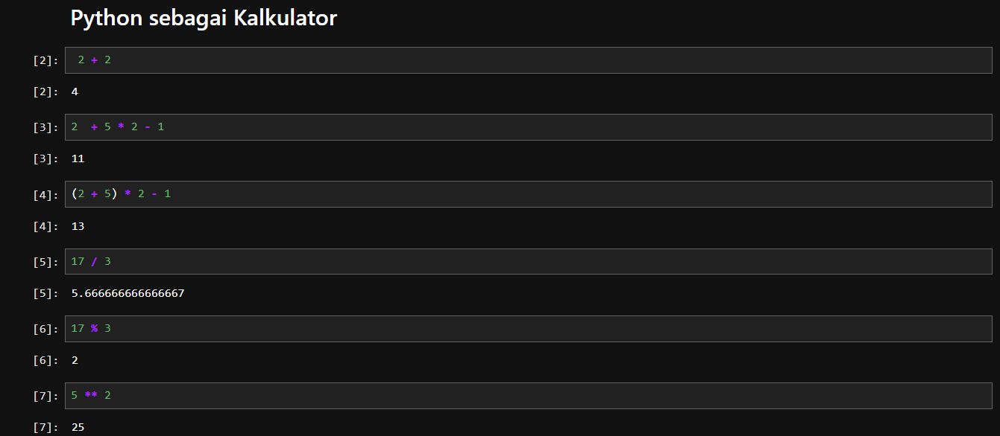 Python sebagai Kalkulator
[2]: 2 + 2
[2]: 4
[3]: 2  + 5 * 2 - 1
[3]: 11
[4]: (2 + 5) * 2 - 1
[4]: 13
[5]: 17 / 3
[5]: 5.666666666666667
[6]: 17 % 3
[6]: 2
[7]: 5 ** 2
[7]: 25